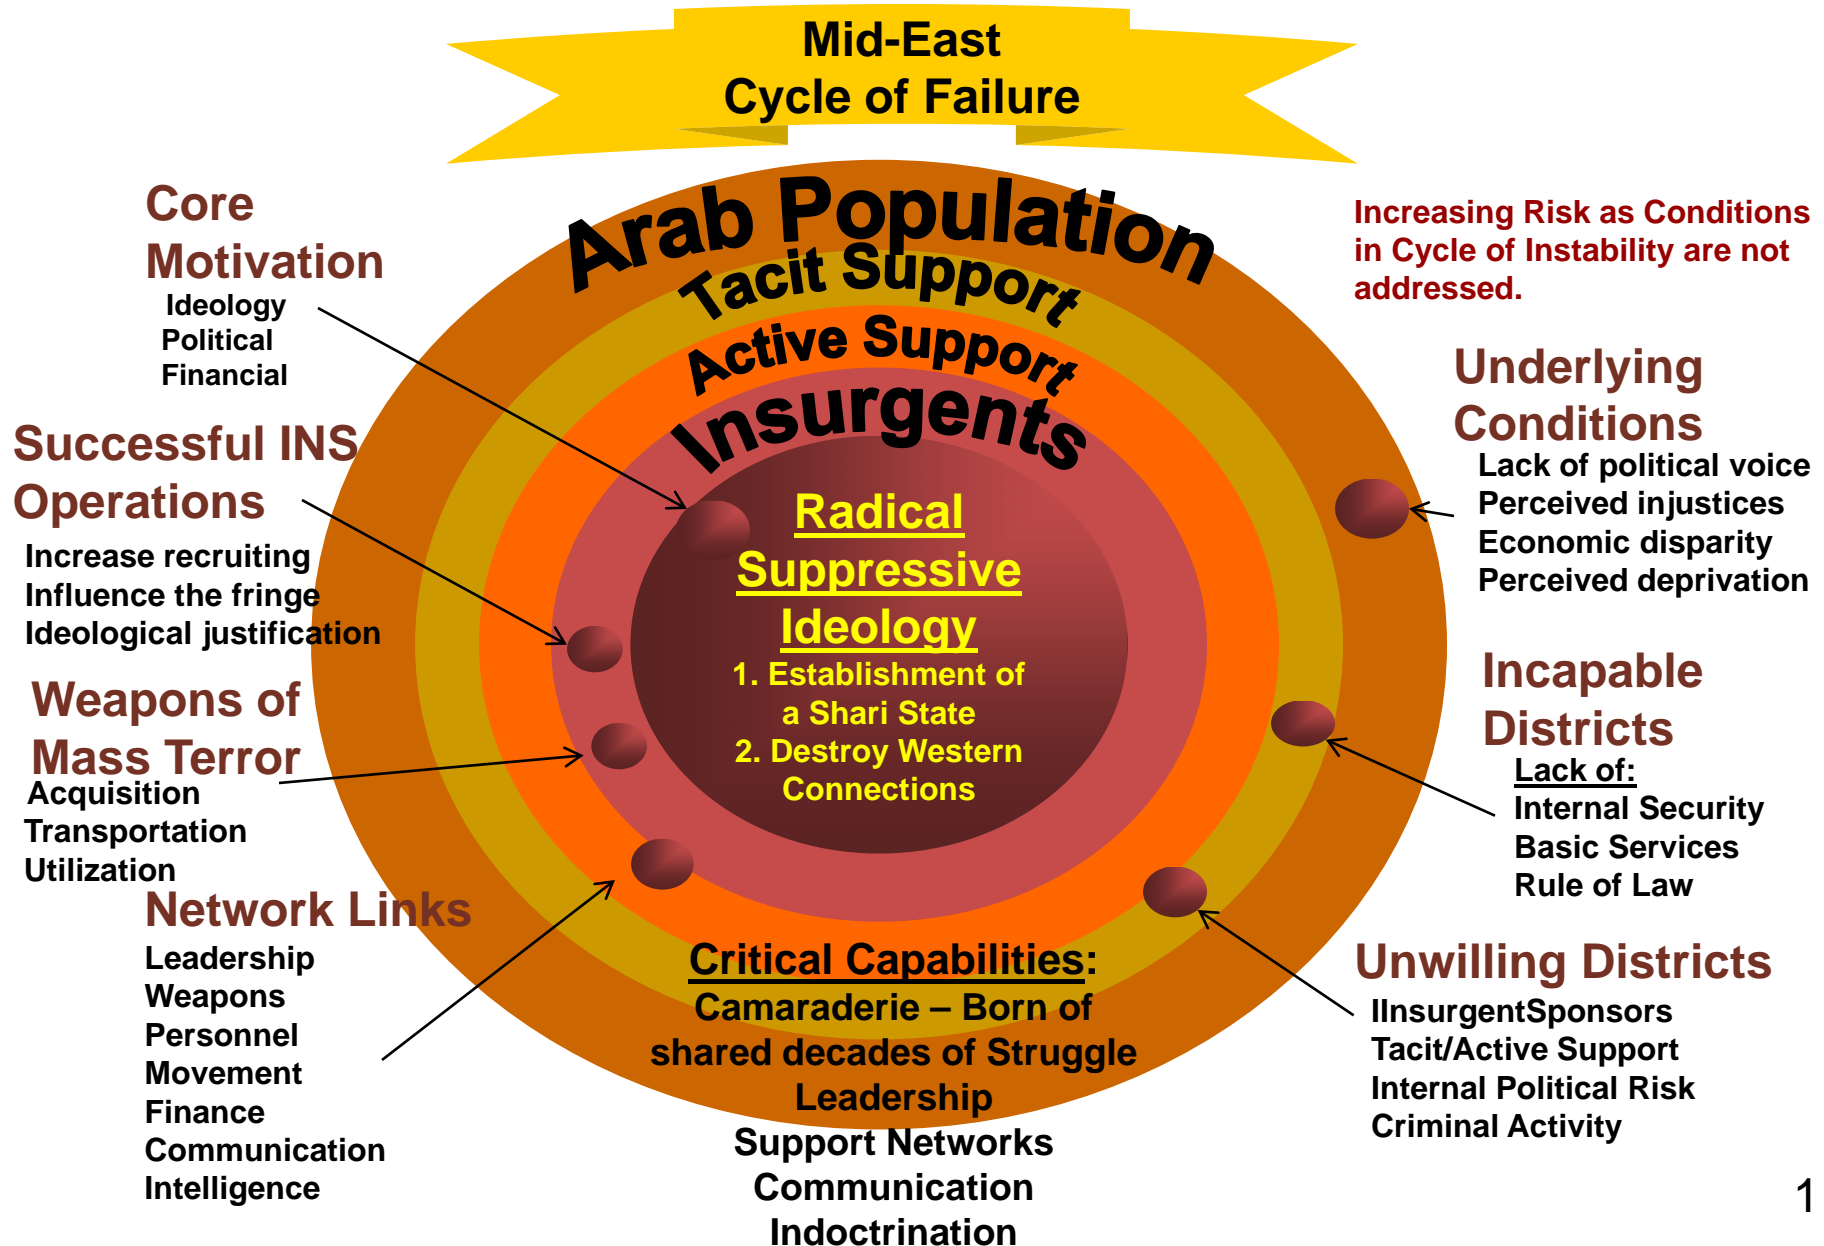 Mid-East
Cycle of Failure
Arab Population
Tacit Support
Active Support
Insurgents
Radical
Suppressive
Ideology
1. Establishment of
a Shari State
2. Destroy Western
Connections
Critical Capabilities:
Camaraderie – Born of
shared decades of Struggle
Leadership
Support Networks
Communication
Indoctrination
Core
Motivation
Ideology
Political
Financial
Successful INS
Operations
Increase recruiting
Influence the fringe
Ideological justification
Weapons of
Mass Terror
Acquisition
Transportation
Utilization
Network Links
Leadership
Weapons
Personnel
Movement
Finance
Communication
Intelligence
Increasing Risk as Conditions
in Cycle of Instability are not
addressed.
Underlying
Conditions
Lack of political voice
Perceived injustices
Economic disparity
Perceived deprivation
Incapable
Districts
Lack of:
Internal Security
Basic Services
Rule of Law
Unwilling Districts
IInsurgentSponsors
Tacit/Active Support
Internal Political Risk
Criminal Activity
1